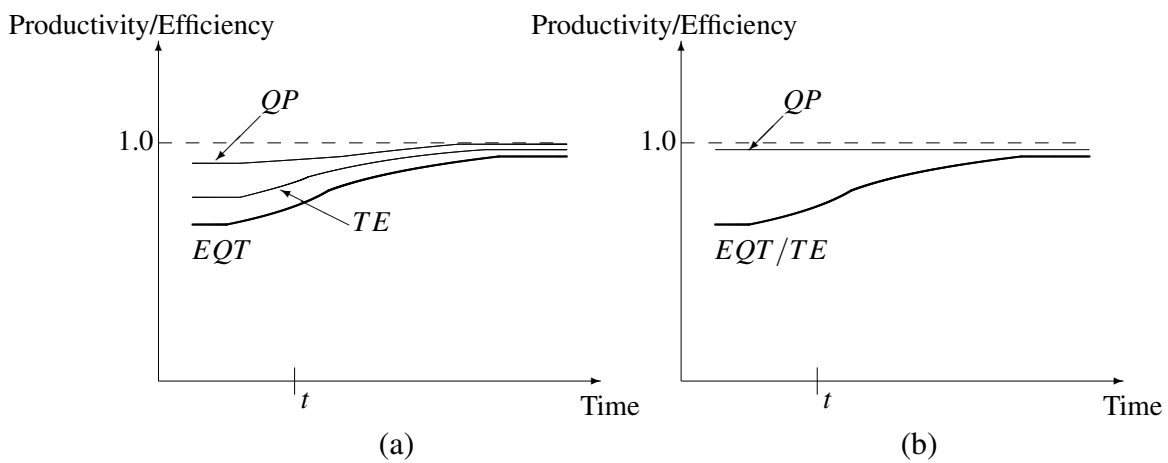 Productivity/Efficiency
QP
1.0
TE
EQT
t
Time
(a)
Productivity/Efficiency
QP
1.0
EQT/TE
t
Time
(b)